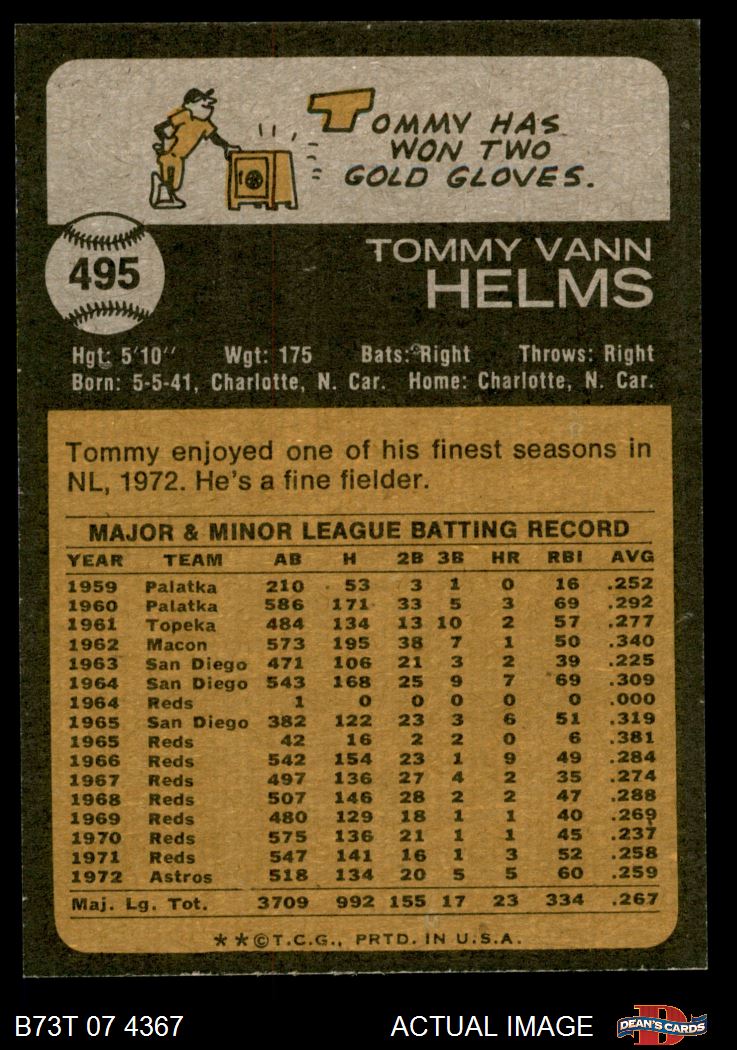 TOMMY HAS
WON TWO
GOLD GLOVES.
495
TOMMY VANN
HELMS
Hgt: 5'10" Wgt: 175 Bats: Right Throws: Right
Born: 5-5-41, Charlotte, N. Car. Home: Charlotte, N. Car.
Tommy enjoyed one of his finest seasons in
NL, 1972. He's a fine fielder.
MAJOR & MINOR LEAGUE BATTING RECORD
YEAR TEAM AB H 2B 3B HR RBI AVG
1959 Palatka 210 53 3 1 0 16 .252
1960 Palatka 586 171 33 5 3 69 .292
1961 Topeka 484 134 13 10 2 57 .277
1962 Macon 573 195 38 7 1 50 .340
1963 San Diego 471 106 21 3 2 39 .225
1964 San Diego 543 168 25 9 7 69 .309
1964 Reds 1 0 0 0 0 0 .000
1965 San Diego 382 122 23 3 6 51 .319
1965 Reds 42 16 2 2 0 6 .381
1966 Reds 542 154 23 1 9 49 .284
1967 Reds 497 136 27 4 2 35 .274
1968 Reds 507 146 28 2 2 47 .288
1969 Reds 480 129 18 1 1 40 .269
1970 Reds 575 136 21 1 1 45 .237
1971 Reds 547 141 16 1 3 52 .258
1972 Astros 518 134 20 5 5 60 .259
Maj. Lg. Tot. 3709 992 155 17 23 334 .267
**©T.C.G., PRTD. IN U.S.A.
B73T 07 4367 ACTUAL IMAGE D DEAN'S CARDS